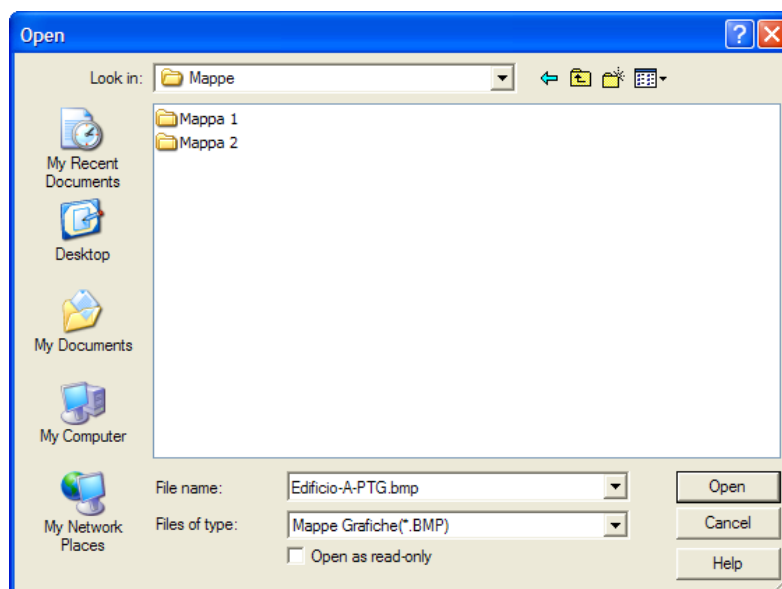 Open
Look in:
Mappe
Mappa 1
Mappa 2
My Recent
Documents
Desktop
My Documents
My Computer
My Network
Places
File name:
Edificio-A-PTG.bmp
Open
Files of type:
Mappe Grafiche(*.BMP)
Cancel
Open as read-only
Help